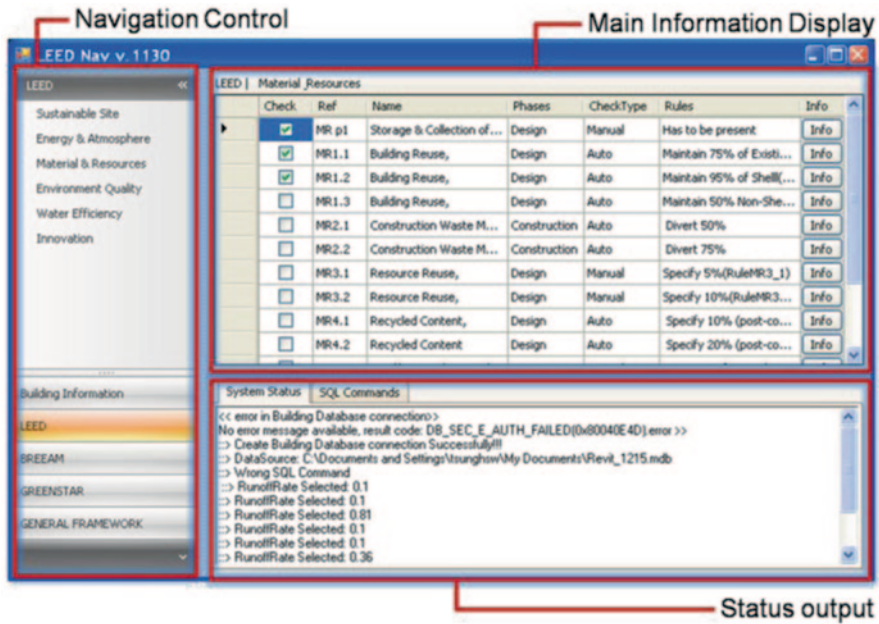 Navigation Control
Main Information Display
LEED Nav v.1130
LEED «
Sustainable Site
Energy & Atmosphere
Material & Resources
Environment Quality
Water Efficiency
Innovation
Building Information
LEED
BREEAM
GREENSTAR
GENERAL FRAMEWORK
LEED | Material_Resources
Check Ref Name Phases CheckType Rules Info
MR p1 Storage & Collection of... Design Manual Has to be present Info
MR1.1 Building Reuse, Design Auto Maintain 75% of Existi... Info
MR1.2 Building Reuse, Design Auto Maintain 95% of Shelll(... Info
MR1.3 Building Reuse, Design Auto Maintain 50% Non-She... Info
MR2.1 Construction Waste M... Construction Auto Divert 50% Info
MR2.2 Construction Waste M... Construction Auto Divert 75% Info
MR3.1 Resource Reuse, Design Manual Specify 5%(RuleMR3_1) Info
MR3.2 Resource Reuse, Design Manual Specify 10%(RuleMR3... Info
MR4.1 Recycled Content, Design Auto Specify 10% (post-co... Info
MR4.2 Recycled Content Design Auto Specify 20% (post-co... Info
System Status SQL Commands
<< error in Building Database connection>>
No error message available, result code: DB_SEC_E_AUTH_FAILED(0x80040E4D).error >>
::> Create Building Database connection Successfully!!!
::> DataSource: C:\Documents and Settings\tsunghsw\My Documents\Revit_1215.mdb
::> Wrong SQL Command
::> RunoffRate Selected: 0.1
::> RunoffRate Selected: 0.1
::> RunoffRate Selected: 0.81
::> RunoffRate Selected: 0.1
::> RunoffRate Selected: 0.1
::> RunoffRate Selected: 0.36
Status output